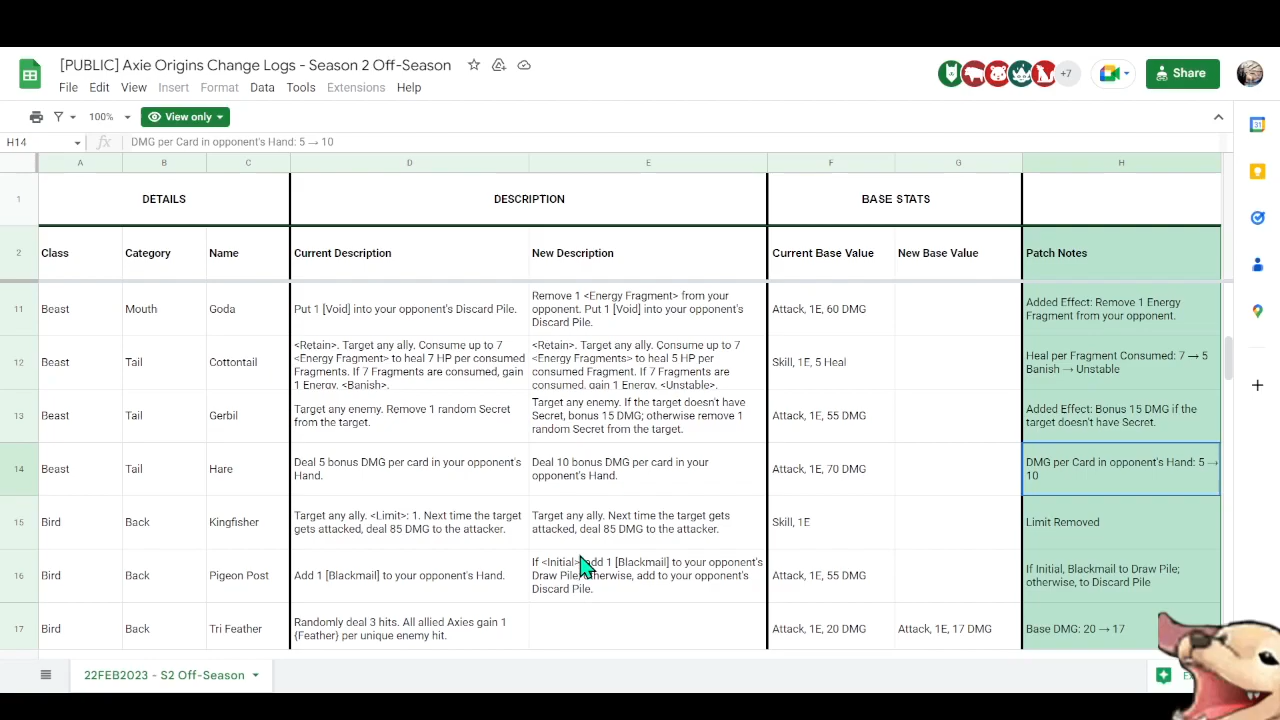 [PUBLIC] Axie Origins Change Logs - Season 2 Off-Season
+7
Share
File Edit View Insert Format Data Tools Extensions Help
100% View only
H14 fx DMG per Card in opponent's Hand: 5 → 10
A B C D E F G H
1 DETAILS DESCRIPTION BASE STATS
2 Class Category Name Current Description New Description Current Base Value New Base Value Patch Notes
11 Beast Mouth Goda
Put 1 [Void] into your opponent's Discard Pile.
Remove 1 <Energy Fragment> from your
opponent. Put 1 [Void] into your opponent's
Discard Pile.
Attack, 1E, 60 DMG
Added Effect: Remove 1 Energy
Fragment from your opponent.
12 Beast Tail Cottontail
<Retain>. Target any ally. Consume up to 7
<Energy Fragment> to heal 7 HP per consumed
Fragments. If 7 Fragments are consumed, gain
1 Energy. <Banish>.
<Retain>. Target any ally. Consume up to 7
<Energy Fragments> to heal 5 HP per
consumed Fragment. If 7 Fragments are
consumed, gain 1 Energy. <Unstable>.
Skill, 1E, 5 Heal
Heal per Fragment Consumed: 7 → 5
Banish → Unstable
13 Beast Tail Gerbil
Target any enemy. Remove 1 random Secret
from the target.
Target any enemy. If the target doesn't have
Secret, bonus 15 DMG; otherwise remove 1
random Secret from the target.
Attack, 1E, 55 DMG
Added Effect: Bonus 15 DMG if the
target doesn't have Secret.
14 Beast Tail Hare
Deal 5 bonus DMG per card in your opponent's
Hand.
Deal 10 bonus DMG per card in your
opponent's Hand.
Attack, 1E, 70 DMG
DMG per Card in opponent's Hand: 5 →
10
15 Bird Back Kingfisher
Target any ally. <Limit>: 1. Next time the target
gets attacked, deal 85 DMG to the attacker.
Target any ally. Next time the target gets
attacked, deal 85 DMG to the attacker.
Skill, 1E
Limit Removed
16 Bird Back Pigeon Post
Add 1 [Blackmail] to your opponent's Hand.
If <Initial> add 1 [Blackmail] to your opponent's
Draw Pile; otherwise, add to your opponent's
Discard Pile.
Attack, 1E, 55 DMG
If Initial, Blackmail to Draw Pile;
otherwise, to Discard Pile
17 Bird Back Tri Feather
Randomly deal 3 hits. All allied Axies gain 1
{Feather} per unique enemy hit.
Attack, 1E, 20 DMG
Attack, 1E, 17 DMG
Base DMG: 20 → 17
22FEB2023 - S2 Off-Season